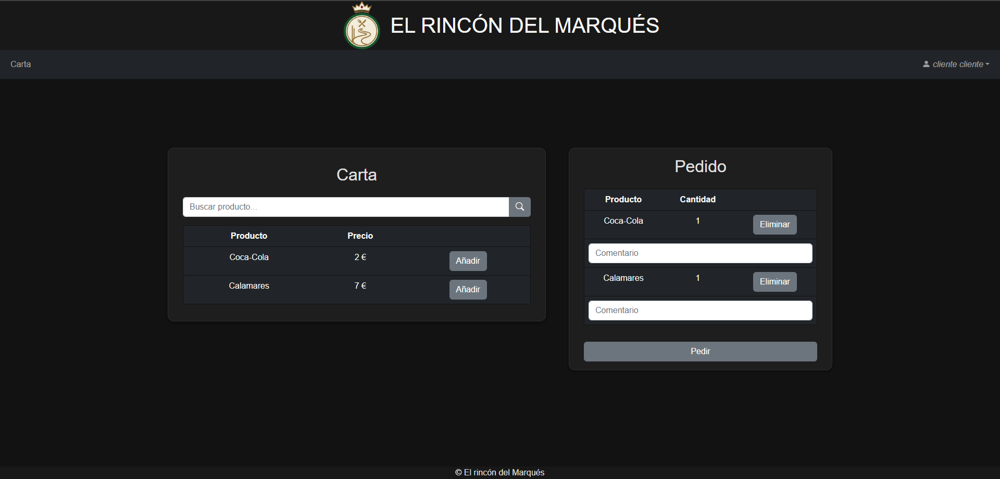 EL RINCÓN DEL MARQUÉS
Carta
cliente cliente
Carta
Buscar producto...
Producto Precio
Coca-Cola 2 € Añadir
Calamares 7 € Añadir
Pedido
Producto Cantidad
Coca-Cola 1 Eliminar
Comentario
Calamares 1 Eliminar
Comentario
Pedir
© El rincón del Marqués